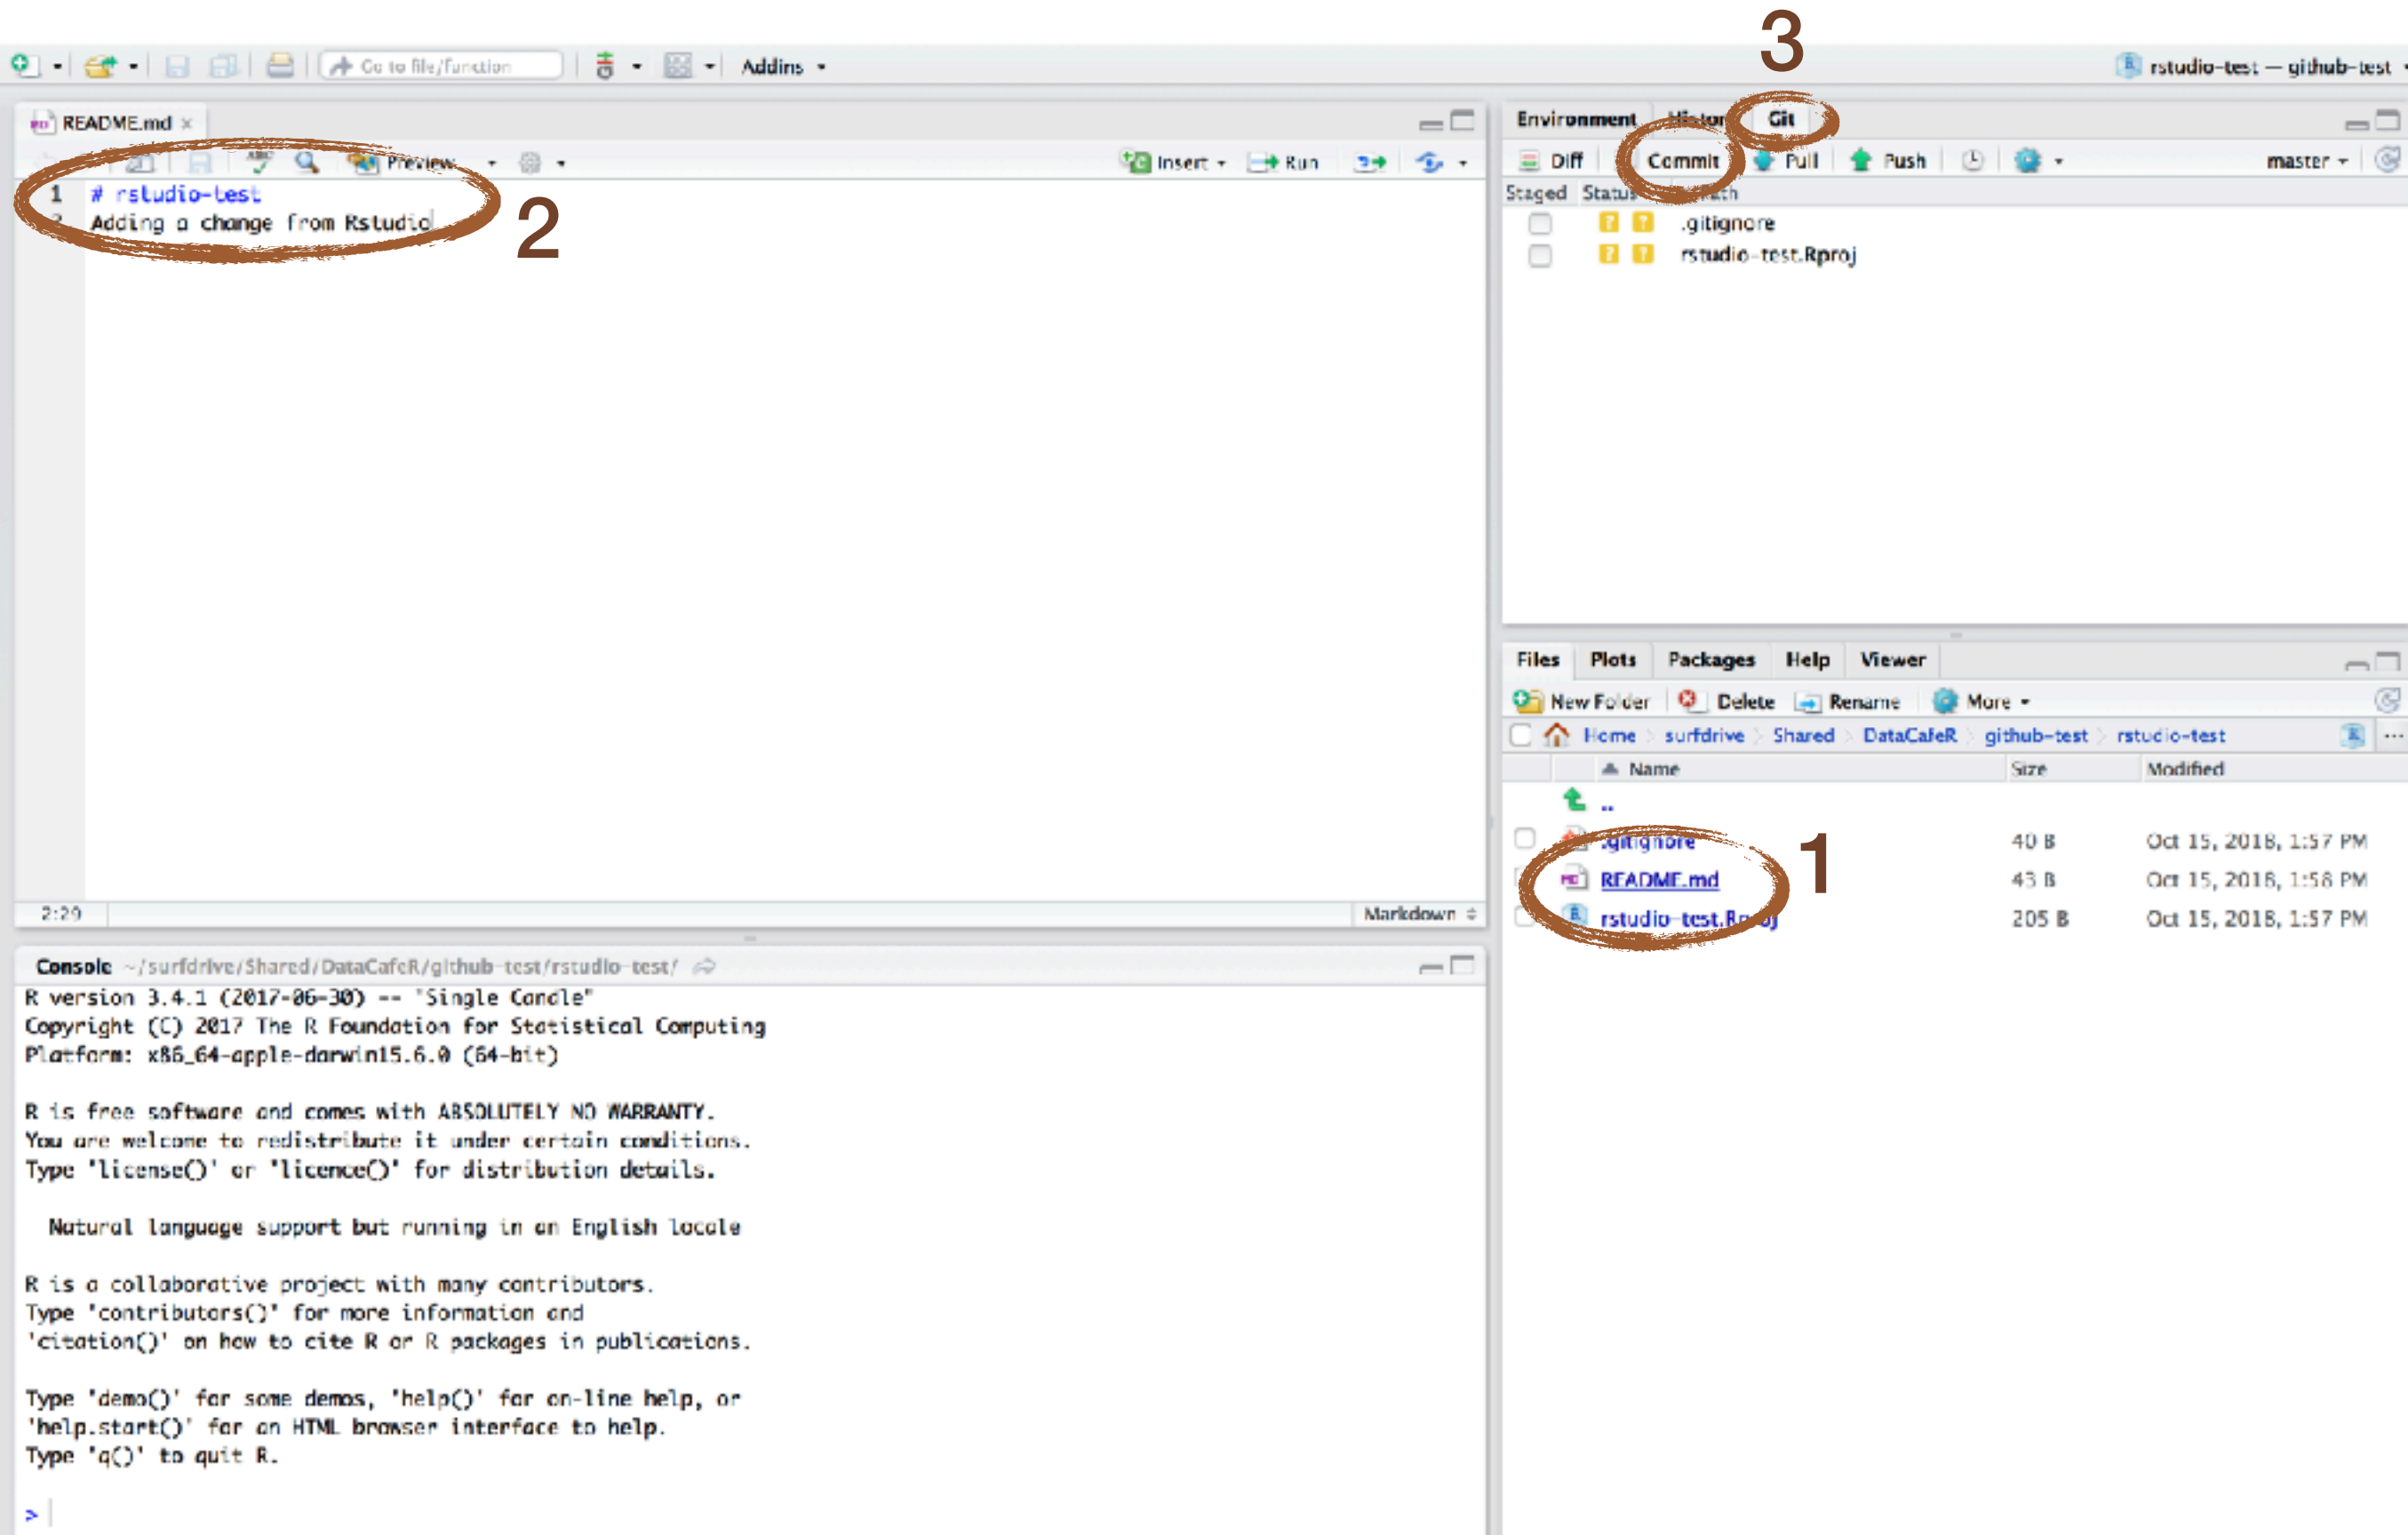 3
Go to file/function
Addins
rstudio-test — github-test
README.md
Preview
Insert
Run
1 # rstudio-test
2 Adding a change from Rstudio
2
2:29
Markdown
Console ~/surfdrive/Shared/DataCafeR/github-test/rstudio-test/
R version 3.4.1 (2017-06-30) -- "Single Candle"
Copyright (C) 2017 The R Foundation for Statistical Computing
Platform: x86_64-apple-darwin15.6.0 (64-bit)
R is free software and comes with ABSOLUTELY NO WARRANTY.
You are welcome to redistribute it under certain conditions.
Type 'license()' or 'licence()' for distribution details.
Natural language support but running in an English locale
R is a collaborative project with many contributors.
Type 'contributors()' for more information and
'citation()' on how to cite R or R packages in publications.
Type 'demo()' for some demos, 'help()' for on-line help, or
'help.start()' for an HTML browser interface to help.
Type 'q()' to quit R.
>
Environment History Git
Diff Commit Pull Push master
Staged Status Path
? ? .gitignore
? ? rstudio-test.Rproj
Files Plots Packages Help Viewer
New Folder Delete Rename More
Home surfdrive Shared DataCafeR github-test rstudio-test
Name Size Modified
..
.gitignore 40 B Oct 15, 2018, 1:57 PM
README.md 43 B Oct 15, 2018, 1:58 PM
rstudio-test.Rproj 205 B Oct 15, 2018, 1:57 PM
1